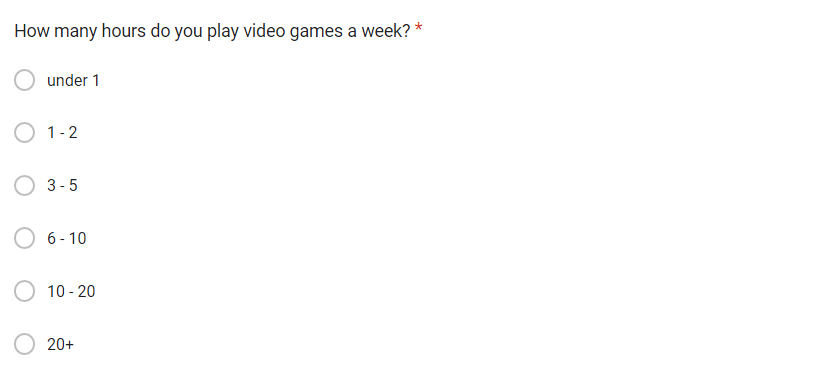 How many hours do you play video games a week? *
under 1
1 - 2
3 - 5
6 - 10
10 - 20
20+